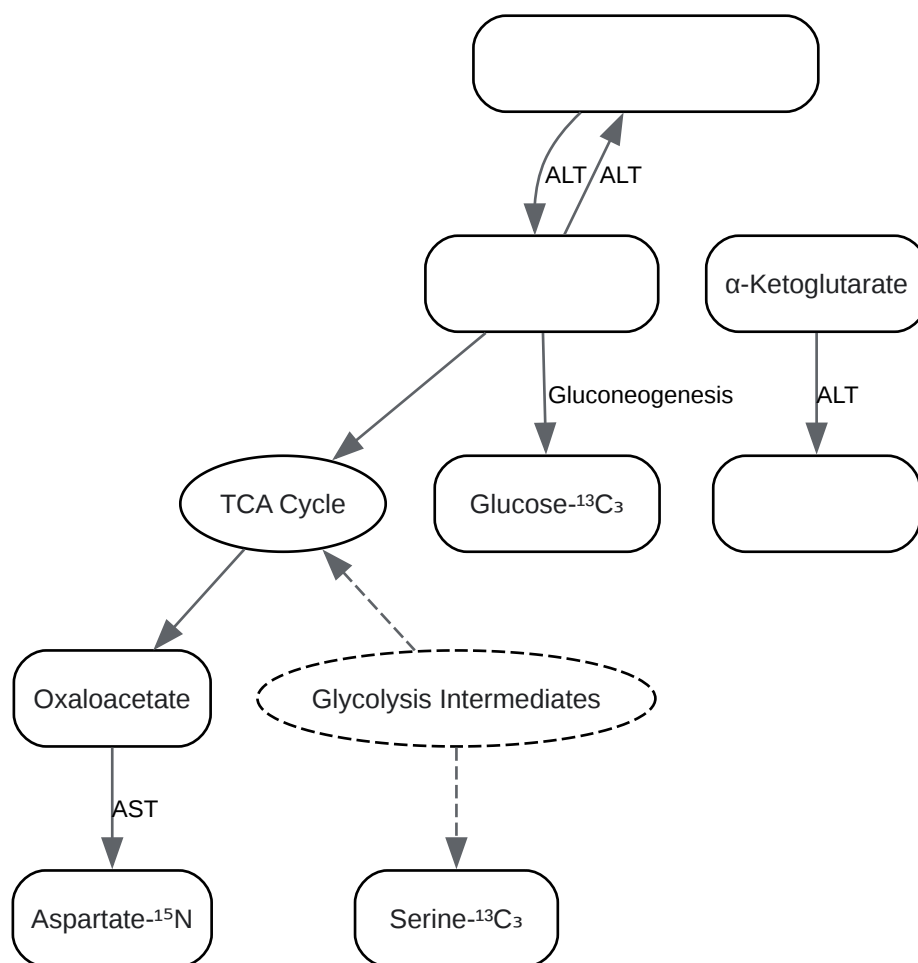 ALT
ALT
α-Ketoglutarate
Gluconeogenesis
ALT
TCA Cycle
Glucose-¹³C₃
Oxaloacetate
Glycolysis Intermediates
AST
Aspartate-¹⁵N
Serine-¹³C₃